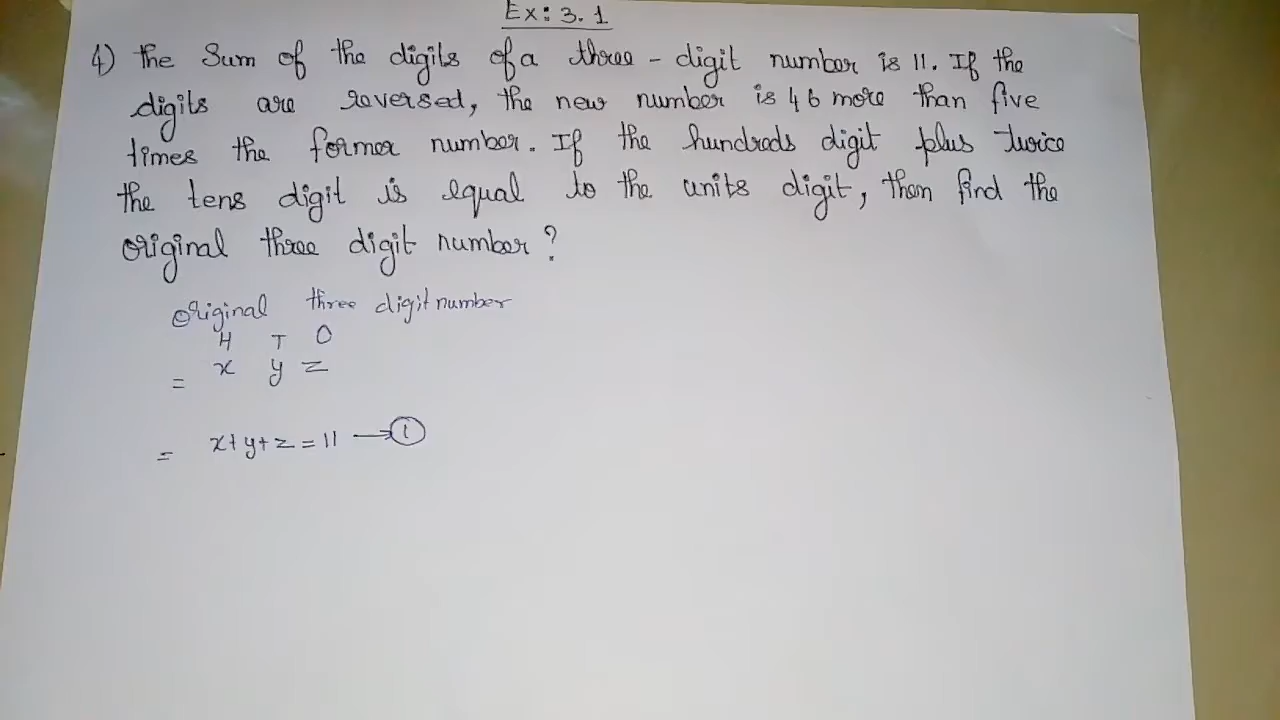 Ex: 3.1
4) The Sum of the digits of a three - digit number is 11. If the
digits are reversed, the new number is 46 more than five
times the former number. If the hundreds digit plus twice
the tens digit is equal to the units digit, then find the
original three digit number?
original three digit number
H T O
= x y z
= x+y+z=11 → ①